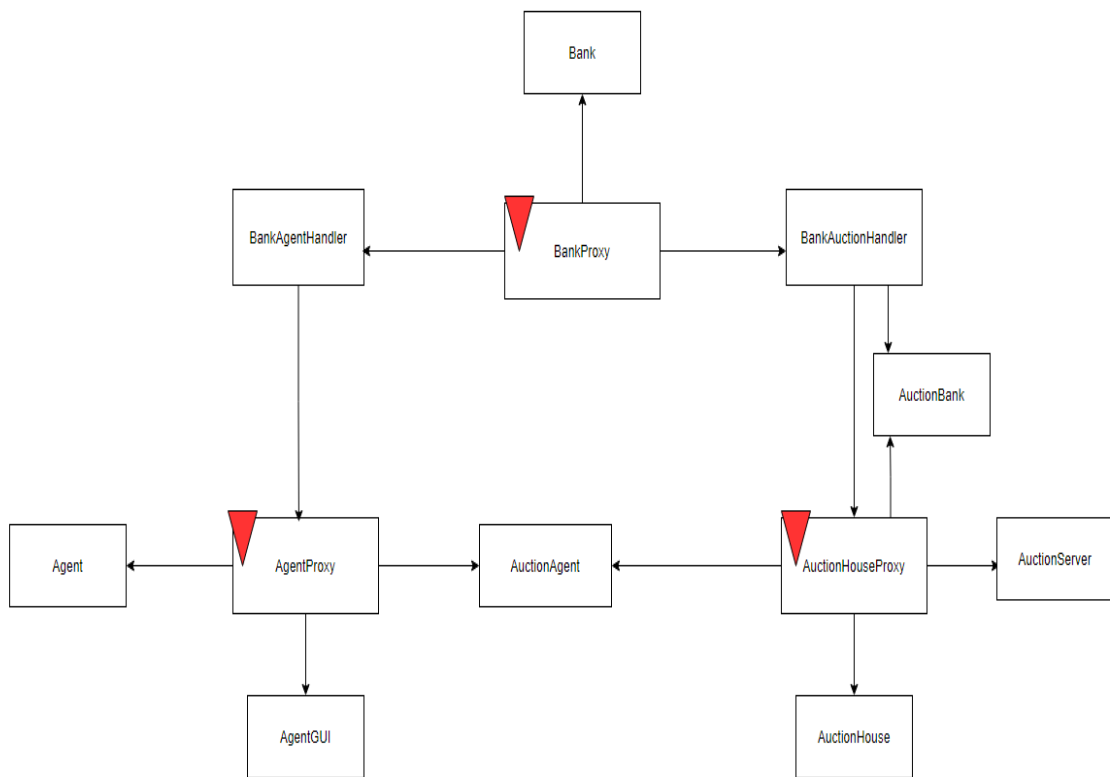 Bank
BankAgentHandler
BankProxy
BankAuctionHandler
AuctionBank
Agent
AgentProxy
AuctionAgent
AuctionHouseProxy
AuctionServer
AgentGUI
AuctionHouse